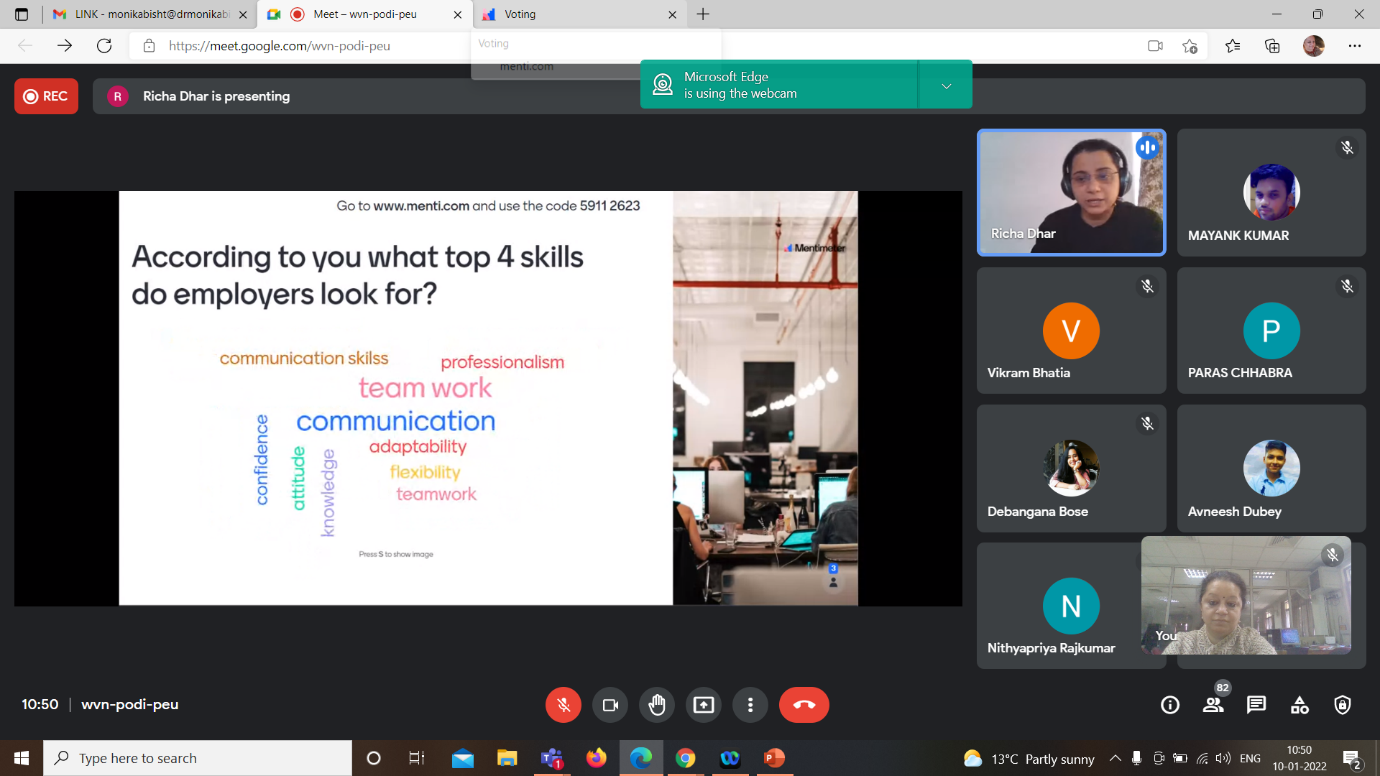 LINK - monikabisht@drmonikabi
Meet – wvn-podi-peu
Voting
https://meet.google.com/wvn-podi-peu
Voting
menti.com
Microsoft Edge
is using the webcam
REC
R
Richa Dhar is presenting
Go to www.menti.com and use the code 5911 2623
Mentimeter
According to you what top 4 skills
do employers look for?
communication skilss
professionalism
team work
communication
adaptability
confidence
attitude
knowledge
flexibility
teamwork
Press S to show image
3
Richa Dhar
MAYANK KUMAR
V
Vikram Bhatia
P
PARAS CHHABRA
Debangana Bose
Avneesh Dubey
N
Nithyapriya Rajkumar
You
10:50 | wvn-podi-peu
82
Type here to search
1
13°C Partly sunny
ENG
10:50
10-01-2022
2